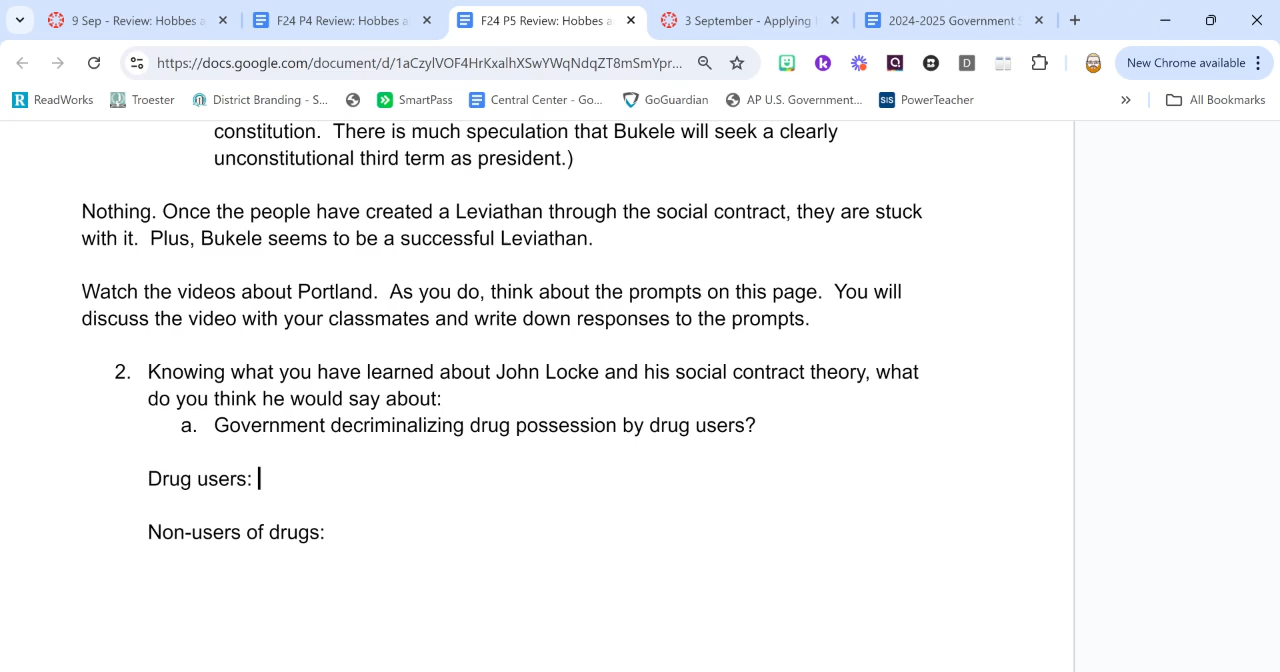 9 Sep - Review: Hobbes a
F24 P4 Review: Hobbes a
F24 P5 Review: Hobbes a
3 September - Applying
2024-2025 Government S
https://docs.google.com/document/d/1aCzylVOF4HrKxalhXSwYWqNdqZT8mSmYpr...
New Chrome available
ReadWorks
Troester
District Branding - S...
SmartPass
Central Center - Go...
GoGuardian
AP U.S. Government...
SIS PowerTeacher
All Bookmarks
constitution. There is much speculation that Bukele will seek a clearly
unconstitutional third term as president.)
Nothing. Once the people have created a Leviathan through the social contract, they are stuck
with it. Plus, Bukele seems to be a successful Leviathan.
Watch the videos about Portland. As you do, think about the prompts on this page. You will
discuss the video with your classmates and write down responses to the prompts.
2. Knowing what you have learned about John Locke and his social contract theory, what
do you think he would say about:
a. Government decriminalizing drug possession by drug users?
Drug users:
Non-users of drugs: